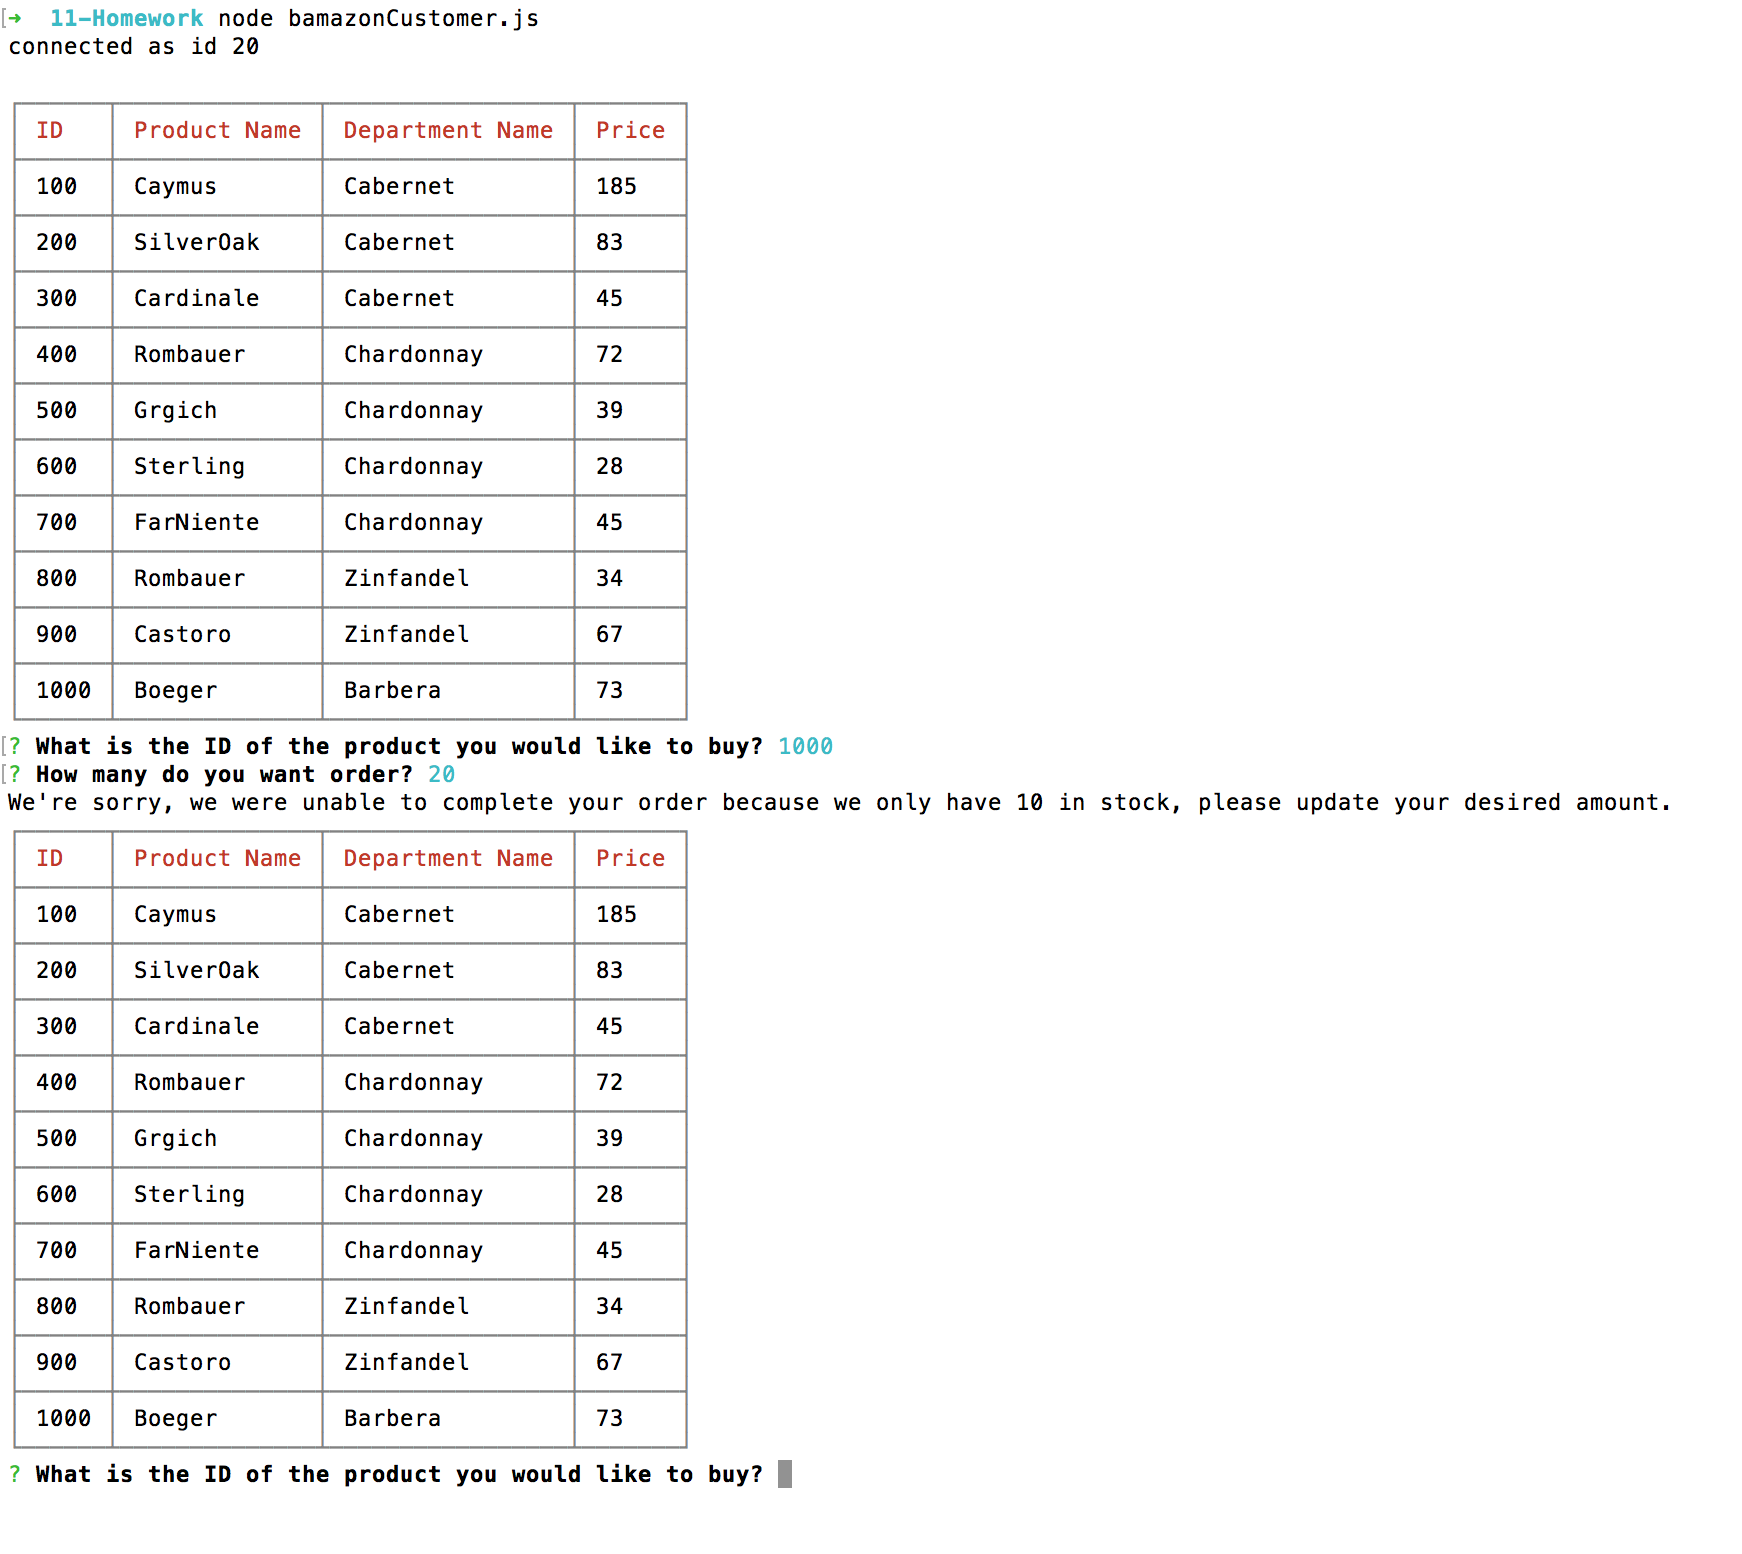 → 11-Homework node bamazonCustomer.js
connected as id 20
ID Product Name Department Name Price
100 Caymus Cabernet 185
200 SilverOak Cabernet 83
300 Cardinale Cabernet 45
400 Rombauer Chardonnay 72
500 Grgich Chardonnay 39
600 Sterling Chardonnay 28
700 FarNiente Chardonnay 45
800 Rombauer Zinfandel 34
900 Castoro Zinfandel 67
1000 Boeger Barbera 73
? What is the ID of the product you would like to buy? 1000
? How many do you want order? 20
We're sorry, we were unable to complete your order because we only have 10 in stock, please update your desired amount.
ID Product Name Department Name Price
100 Caymus Cabernet 185
200 SilverOak Cabernet 83
300 Cardinale Cabernet 45
400 Rombauer Chardonnay 72
500 Grgich Chardonnay 39
600 Sterling Chardonnay 28
700 FarNiente Chardonnay 45
800 Rombauer Zinfandel 34
900 Castoro Zinfandel 67
1000 Boeger Barbera 73
? What is the ID of the product you would like to buy?